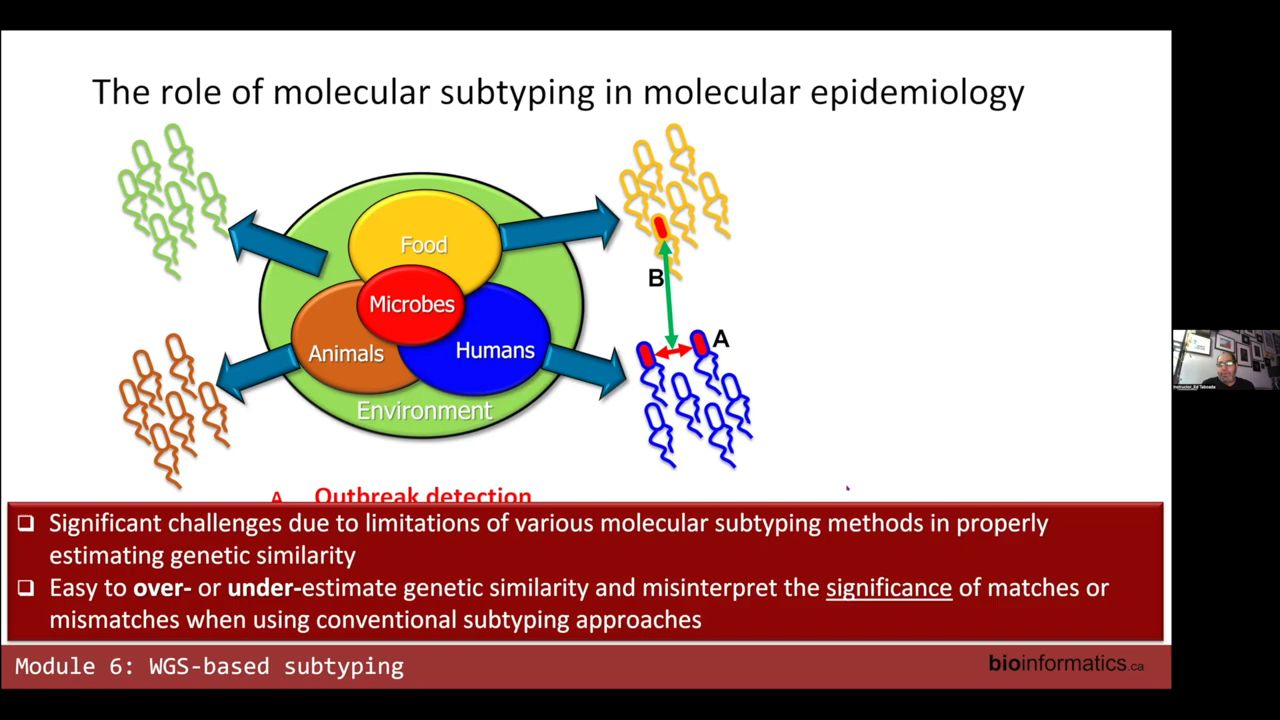 The role of molecular subtyping in molecular epidemiology
Food
Microbes
Animals
Humans
Environment
B
A
A Outbreak detection
❑ Significant challenges due to limitations of various molecular subtyping methods in properly
estimating genetic similarity
❑ Easy to over- or under-estimate genetic similarity and misinterpret the significance of matches or
mismatches when using conventional subtyping approaches
Module 6: WGS-based subtyping
bioinformatics.ca
Instructor_Ed Taboada